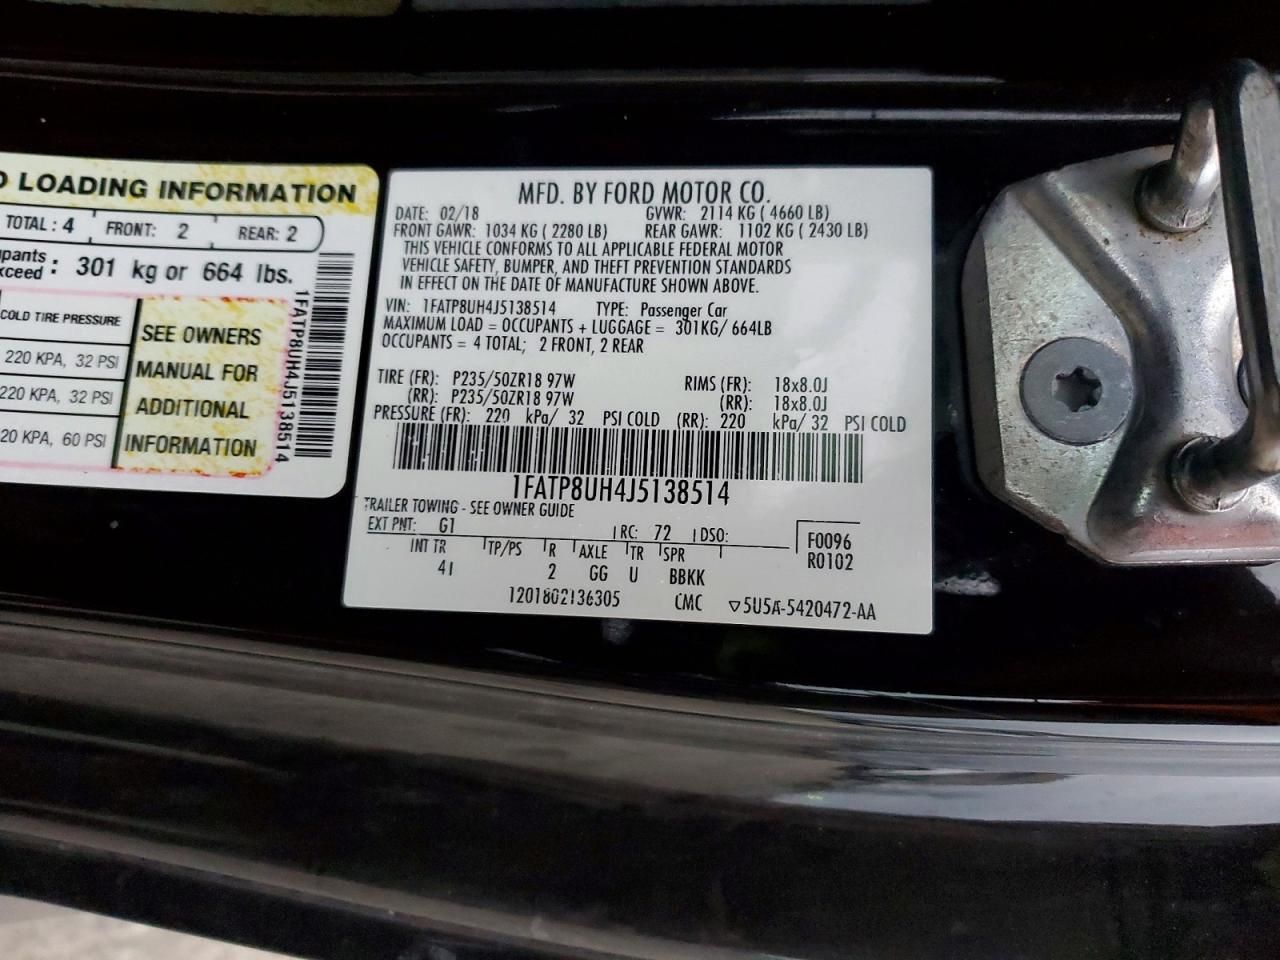 LOADING INFORMATION
TOTAL: 4 FRONT: 2 REAR: 2
: 301 kg or 664 lbs.
COLD TIRE PRESSURE
220 KPA, 32 PSI
220 KPA, 32 PSI
20 KPA, 60 PSI
SEE OWNERS
MANUAL FOR
ADDITIONAL
INFORMATION
1FATP8UH4J5138514
MFD. BY FORD MOTOR CO.
DATE: 02/18 GVWR: 2114 KG ( 4660 LB)
FRONT GAWR: 1034 KG ( 2280 LB) REAR GAWR: 1102 KG ( 2430 LB)
THIS VEHICLE CONFORMS TO ALL APPLICABLE FEDERAL MOTOR
VEHICLE SAFETY, BUMPER, AND THEFT PREVENTION STANDARDS
IN EFFECT ON THE DATE OF MANUFACTURE SHOWN ABOVE.
VIN: 1FATP8UH4J5138514 TYPE: Passenger Car
MAXIMUM LOAD = OCCUPANTS + LUGGAGE = 301KG/ 664LB
OCCUPANTS = 4 TOTAL; 2 FRONT, 2 REAR
TIRE (FR): P235/50ZR18 97W RIMS (FR): 18x8.0J
(RR): P235/50ZR18 97W (RR): 18x8.0J
PRESSURE (FR): 220 kPa/ 32 PSI COLD (RR): 220 kPa/ 32 PSI COLD
1FATP8UH4J5138514
TRAILER TOWING - SEE OWNER GUIDE
EXT PNT: G1 RC: 72 DSO: F0096
INT TR TP/PS R AXLE TR SPR R0102
4I 2 GG U BBKK
1201802136305 CMC ▽5U5A-5420472-AA